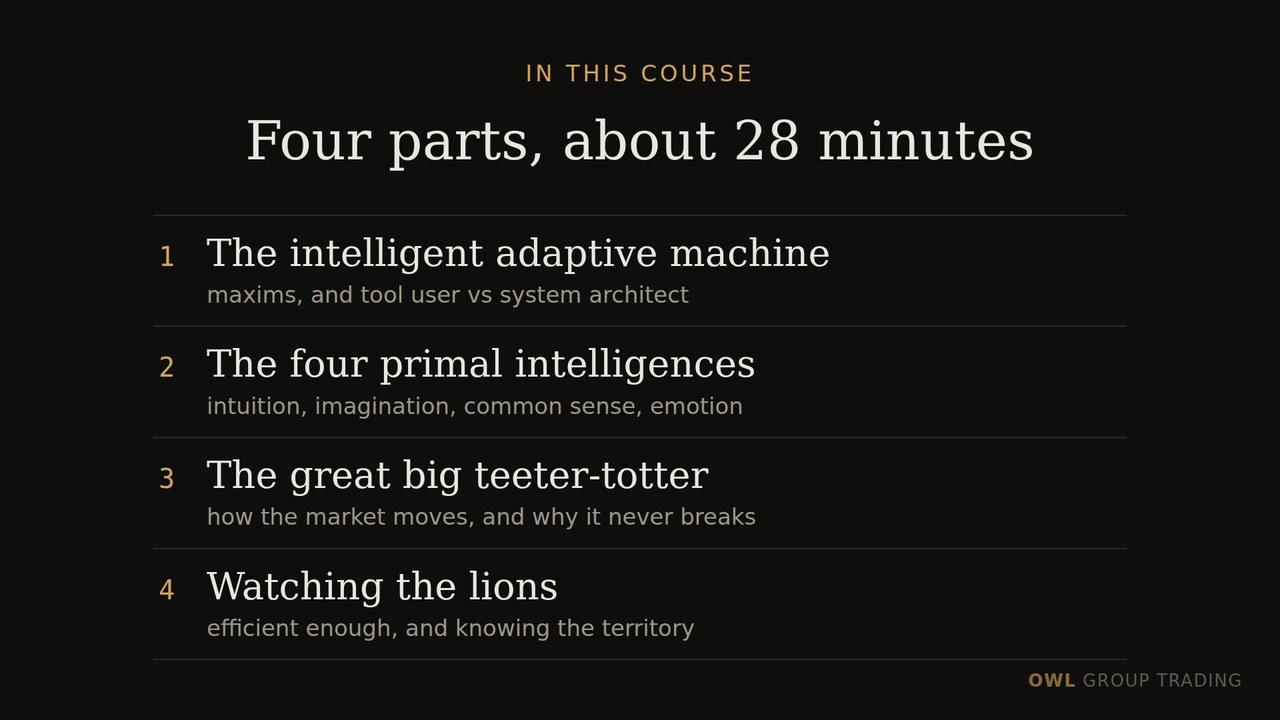 IN THIS COURSE
Four parts, about 28 minutes
1 The intelligent adaptive machine
maxims, and tool user vs system architect
2 The four primal intelligences
intuition, imagination, common sense, emotion
3 The great big teeter-totter
how the market moves, and why it never breaks
4 Watching the lions
efficient enough, and knowing the territory
OWL GROUP TRADING